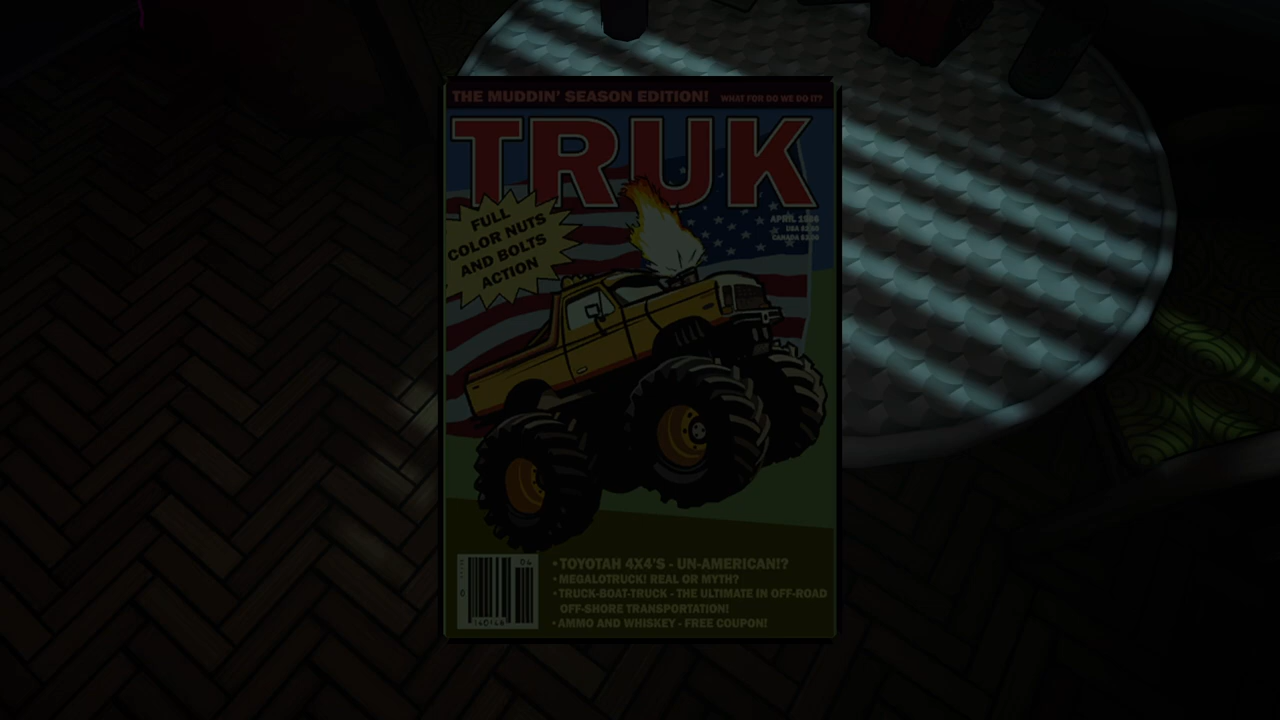 THE MUDDIN' SEASON EDITION! WHAT FOR DO WE DO IT?
TRUK
APRIL 1986
FULL
COLOR NUTS
AND BOLTS
ACTION
04
• TOYOTAH 4X4'S - UN-AMERICAN!?
• MEGALOTRUCK! REAL OR MYTH?
• TRUCK-BOAT-TRUCK - THE ULTIMATE IN OFF-ROAD
OFF-SHORE TRANSPORTATION!
• AMMO AND WHISKEY - FREE COUPON!